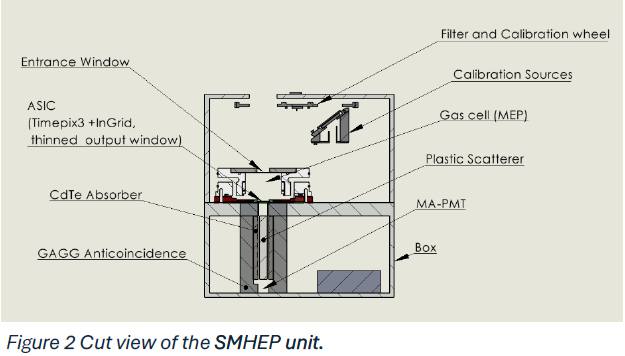 Filter and Calibration wheel
Entrance Window
Calibration Sources
ASIC
(Timepix3 +InGrid,
thinned output window)
Gas cell (MEP)
Plastic Scatterer
CdTe Absorber
MA-PMT
GAGG Anticoincidence
Box
Figure 2 Cut view of the SMHEP unit.